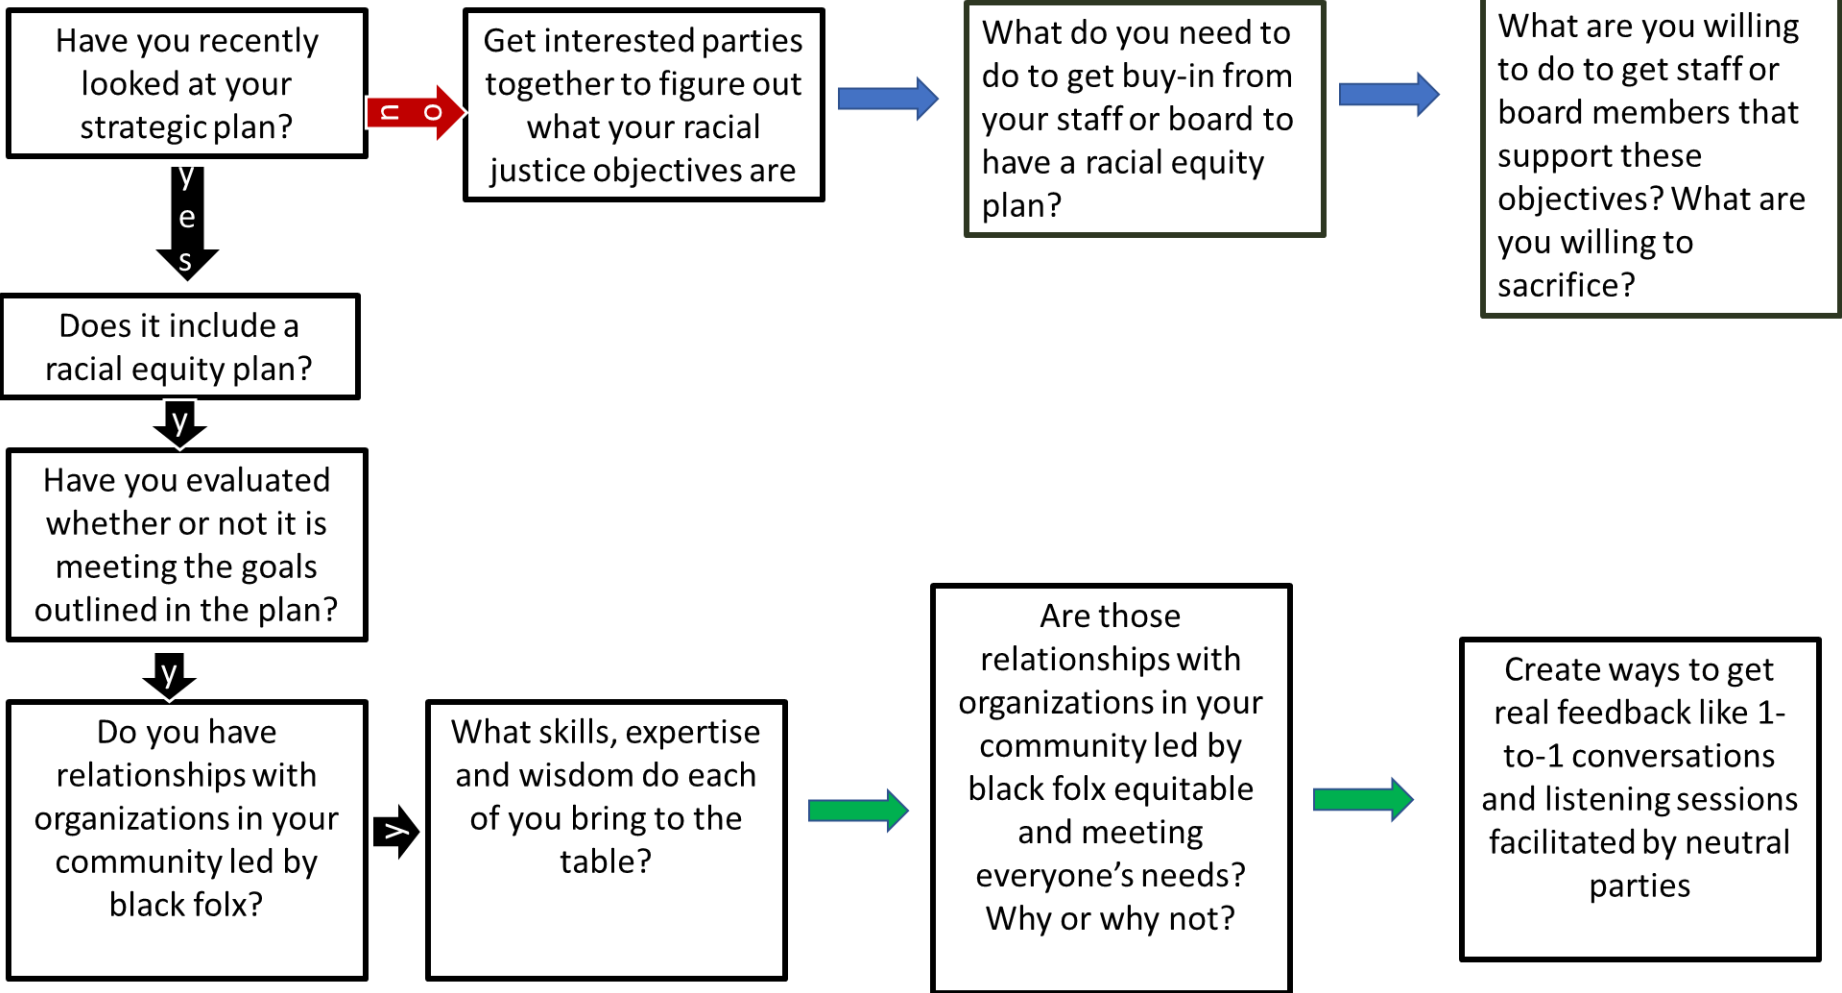 Have you recently
looked at your
strategic plan?
no
Get interested parties
together to figure out
what your racial
justice objectives are
What do you need to
do to get buy-in from
your staff or board to
have a racial equity
plan?
What are you willing
to do to get staff or
board members that
support these
objectives? What are
you willing to
sacrifice?
yes
Does it include a
racial equity plan?
y
Have you evaluated
whether or not it is
meeting the goals
outlined in the plan?
y
Do you have
relationships with
organizations in your
community led by
black folx?
y
What skills, expertise
and wisdom do each
of you bring to the
table?
Are those
relationships with
organizations in your
community led by
black folx equitable
and meeting
everyone’s needs?
Why or why not?
Create ways to get
real feedback like 1-
to-1 conversations
and listening sessions
facilitated by neutral
parties